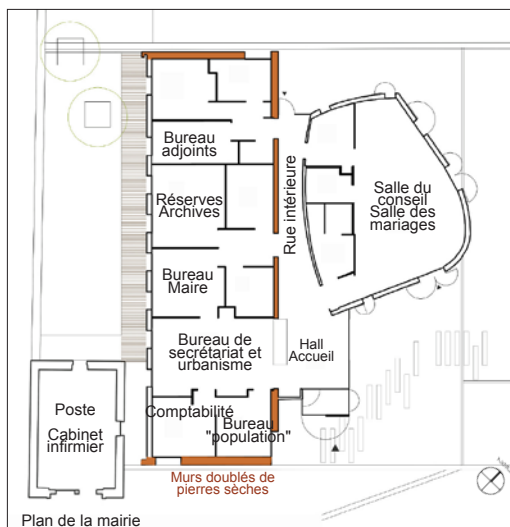 Bureau
adjoints
Réserves
Archives
Rue intérieure
Salle du
conseil
Salle des
mariages
Bureau
Maire
Bureau de
secrétariat et
urbanisme
Hall
Accueil
Poste
Cabinet
infirmier
Comptabilité
Bureau
"population"
Murs doublés de
pierres sèches
Plan de la mairie